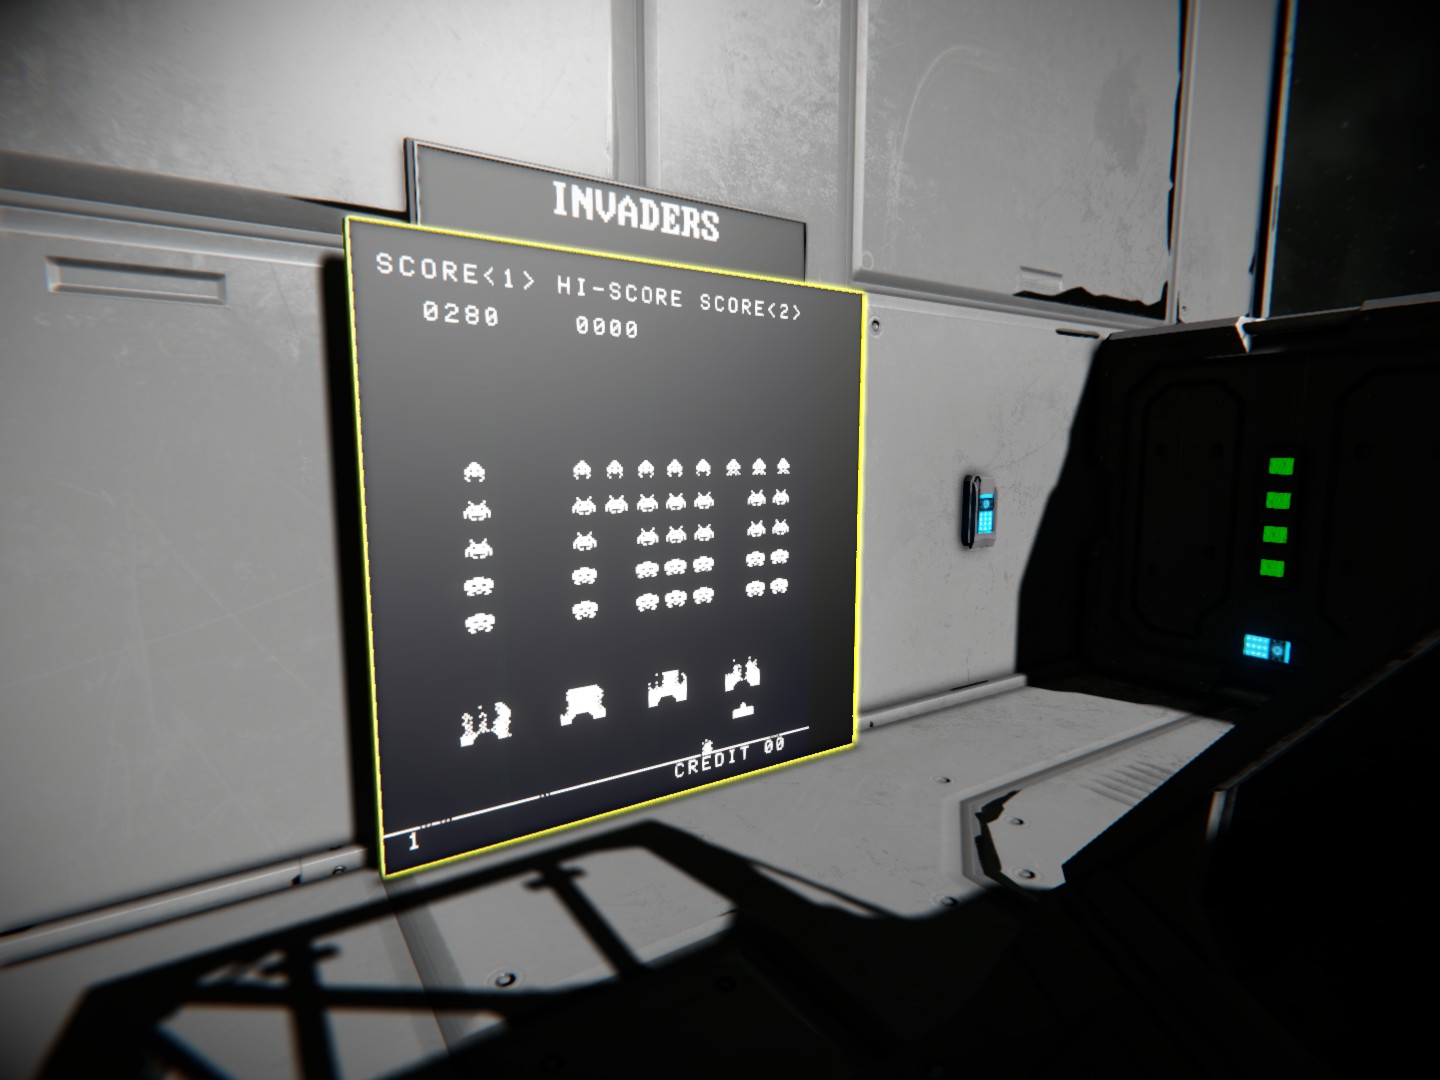 INVADERS
SCORE<1> HI-SCORE SCORE<2>
0280 0000
CREDIT 00
1